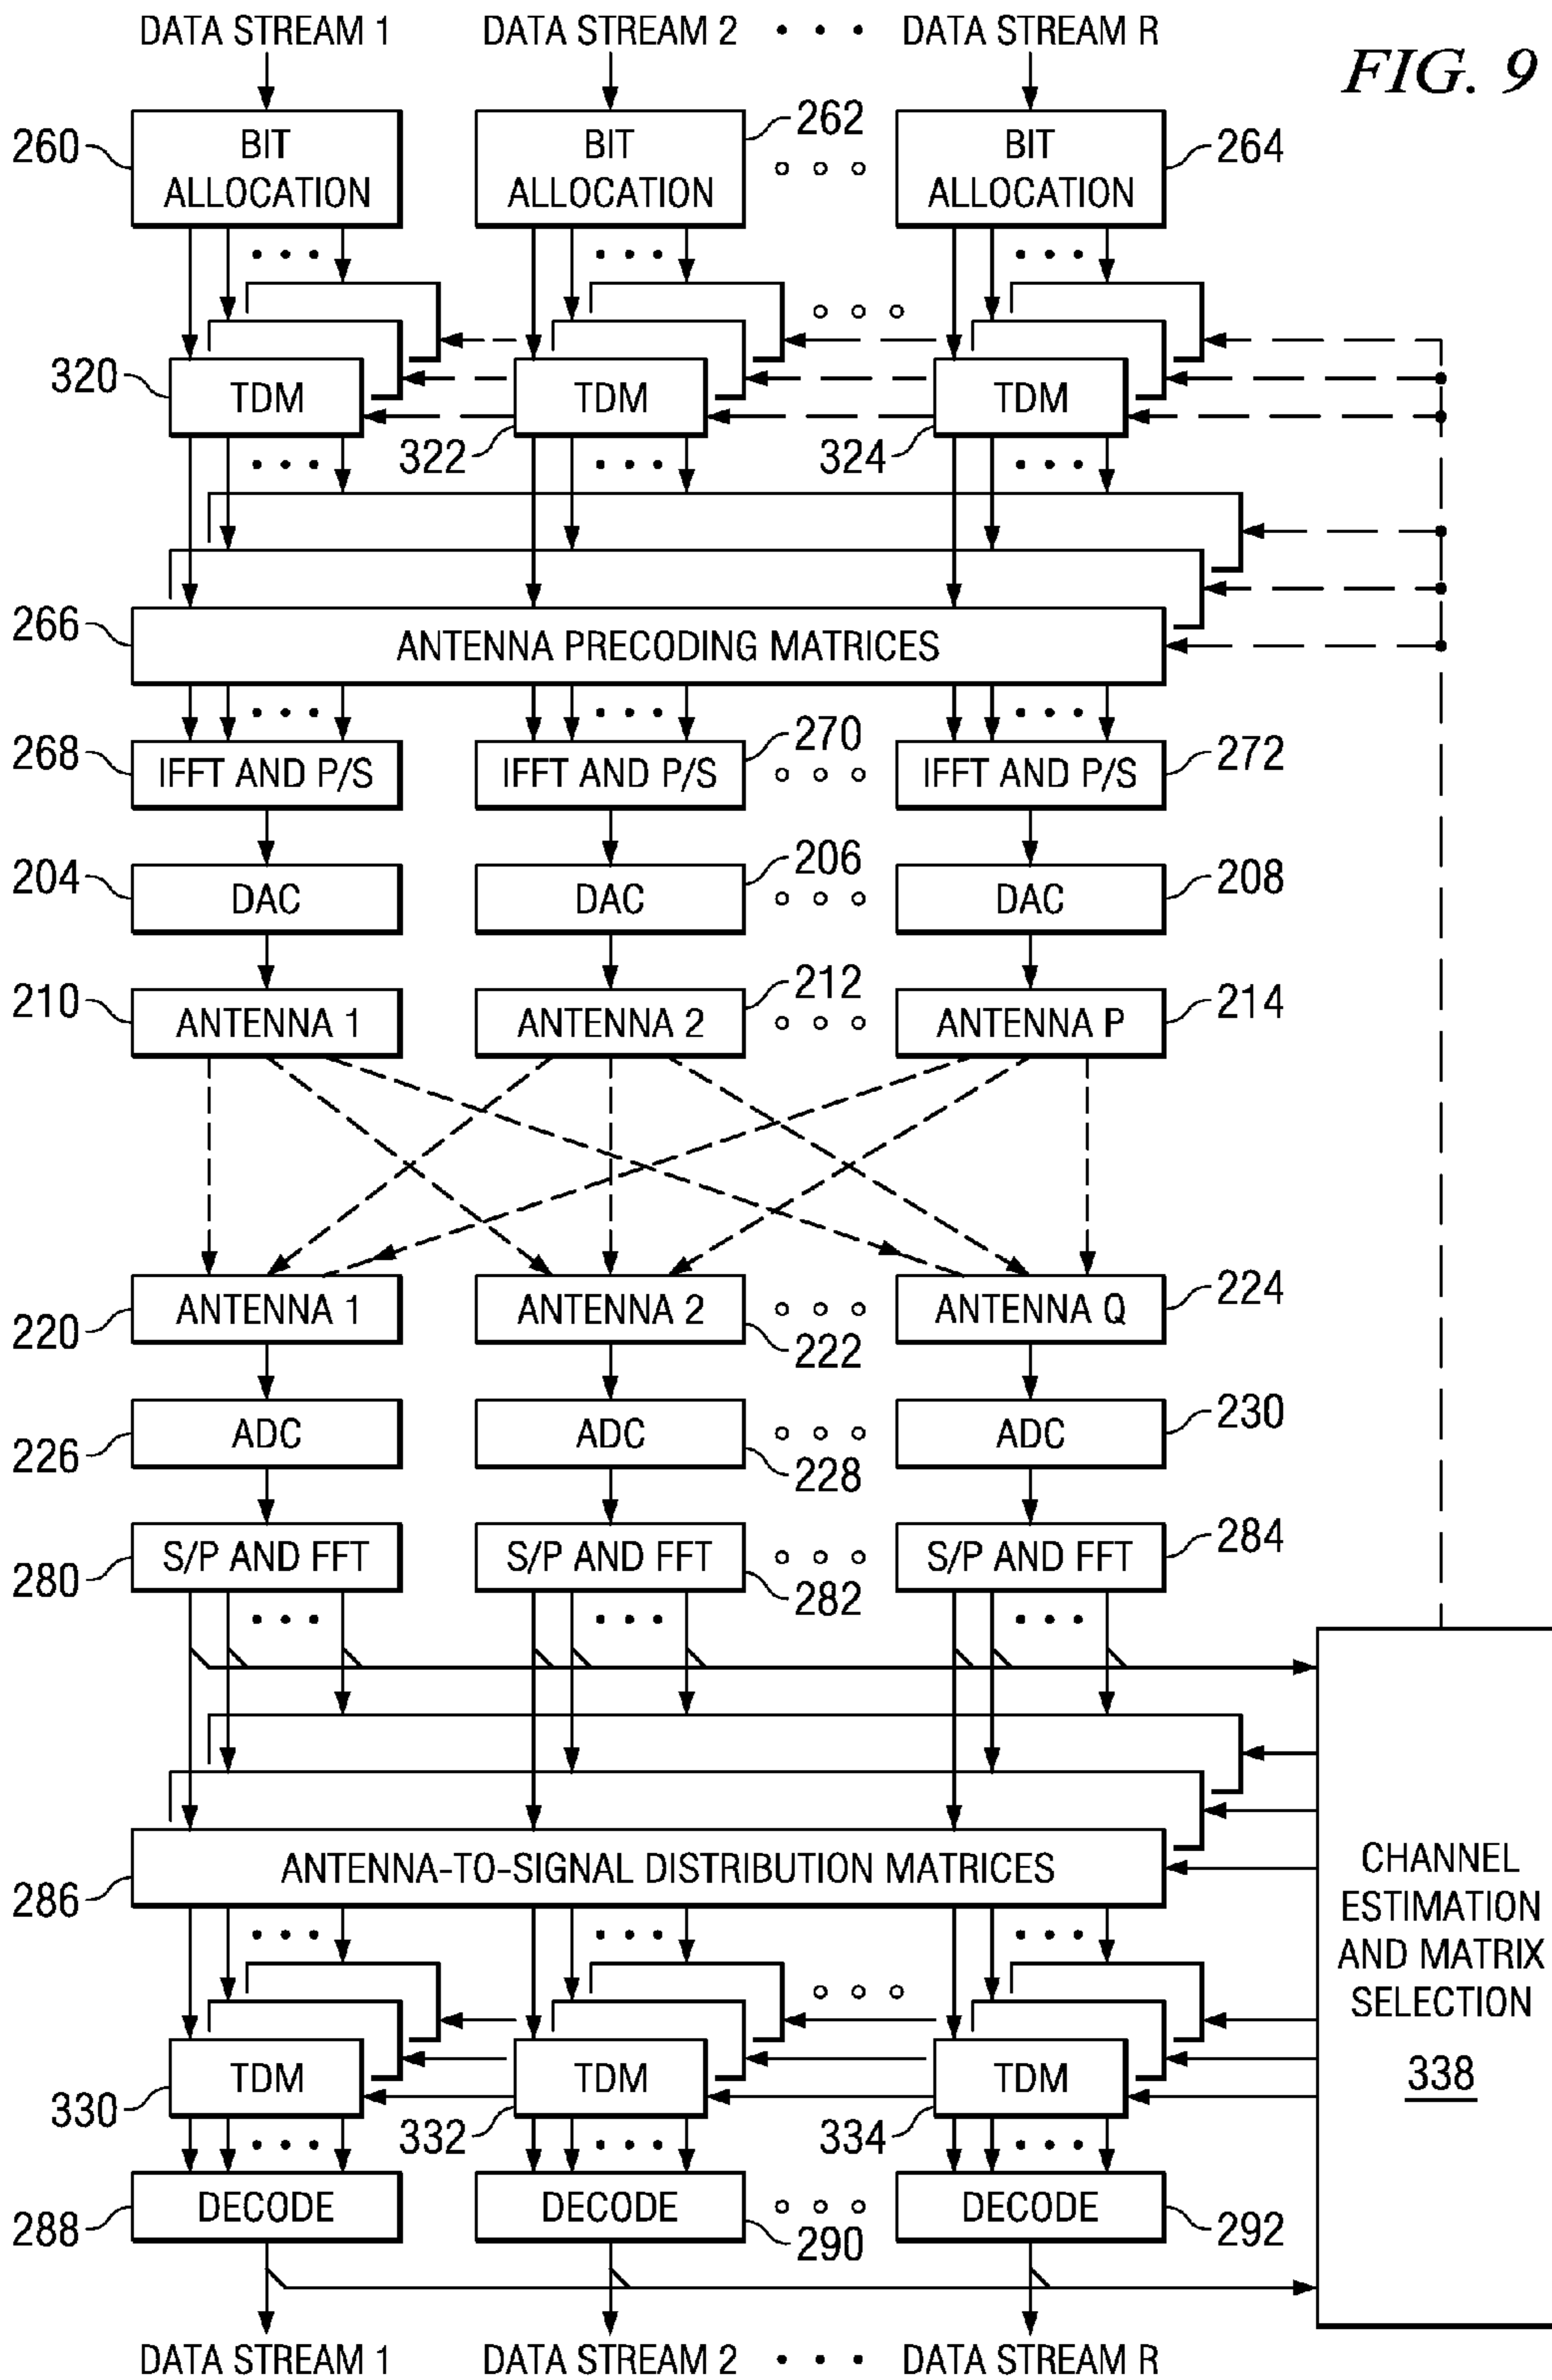 DATA STREAM 1 DATA STREAM 2 • • • DATA STREAM R
FIG. 9
260 BIT ALLOCATION
BIT ALLOCATION 262
BIT ALLOCATION 264
320 TDM
322 TDM
324 TDM
266 ANTENNA PRECODING MATRICES
268 IFFT AND P/S
IFFT AND P/S 270
IFFT AND P/S 272
204 DAC
DAC 206
DAC 208
210 ANTENNA 1
ANTENNA 2 212
ANTENNA P 214
220 ANTENNA 1
ANTENNA 2 222
ANTENNA Q 224
226 ADC
ADC 228
ADC 230
280 S/P AND FFT
S/P AND FFT 282
S/P AND FFT 284
286 ANTENNA-TO-SIGNAL DISTRIBUTION MATRICES
CHANNEL
ESTIMATION
AND MATRIX
SELECTION
338
330 TDM
332 TDM
334 TDM
288 DECODE
DECODE 290
DECODE 292
DATA STREAM 1 DATA STREAM 2 • • • DATA STREAM R